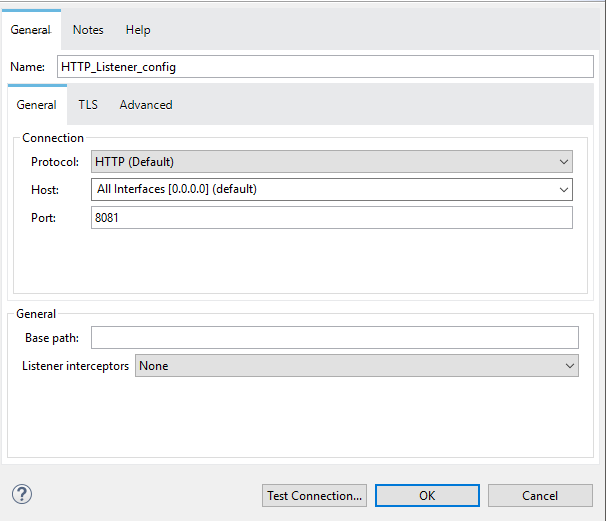 General Notes Help
Name: HTTP_Listener_config
General TLS Advanced
Connection
Protocol: HTTP (Default)
Host: All Interfaces [0.0.0.0] (default)
Port: 8081
General
Base path:
Listener interceptors None
? Test Connection... OK Cancel